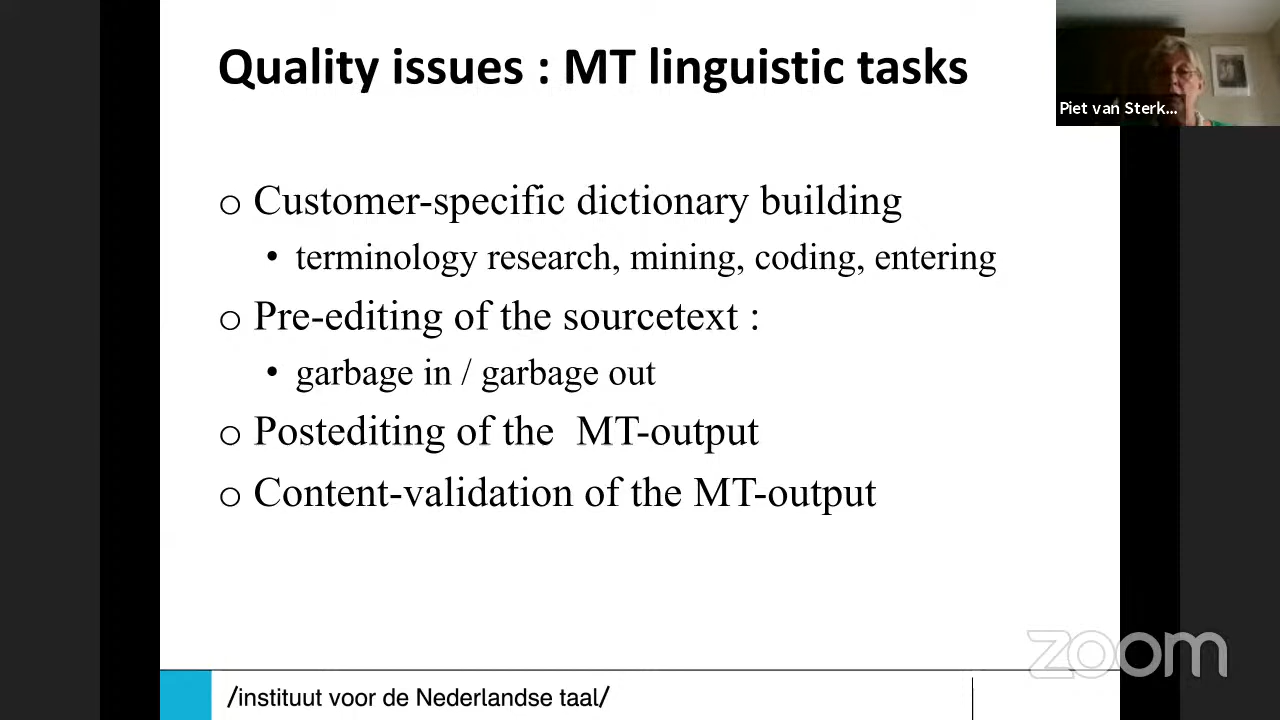 Quality issues : MT linguistic tasks
Piet van Sterk...
o Customer-specific dictionary building
• terminology research, mining, coding, entering
o Pre-editing of the sourcetext :
• garbage in / garbage out
o Postediting of the MT-output
o Content-validation of the MT-output
zoom
/instituut voor de Nederlandse taal/